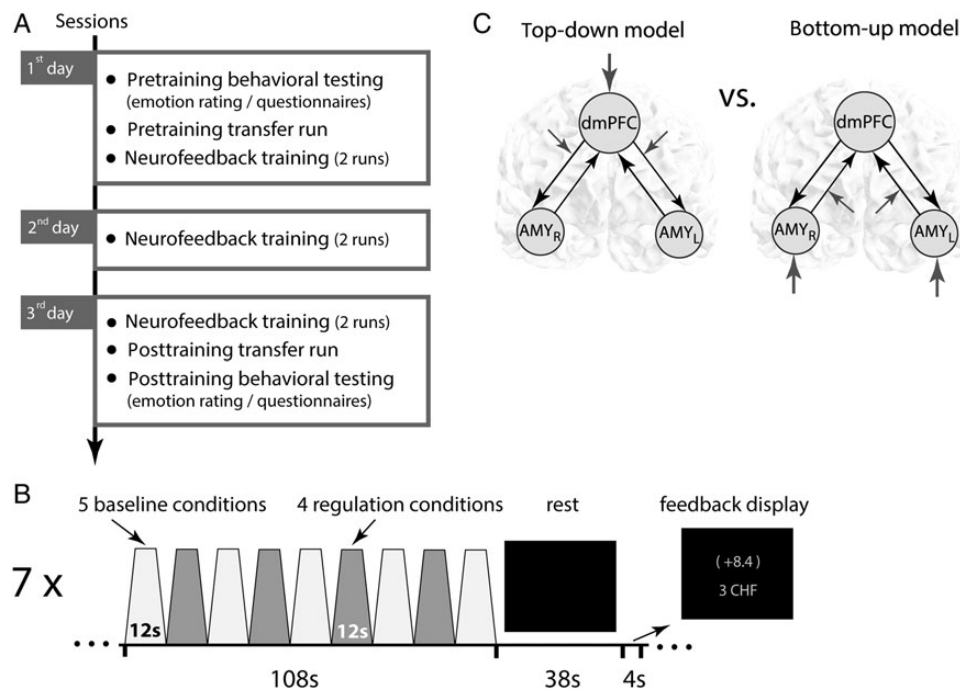 A
Sessions
1st day
● Pretraining behavioral testing
(emotion rating / questionnaires)
● Pretraining transfer run
● Neurofeedback training (2 runs)
2nd day
● Neurofeedback training (2 runs)
3rd day
● Neurofeedback training (2 runs)
● Posttraining transfer run
● Posttraining behavioral testing
(emotion rating / questionnaires)
C
Top-down model
vs.
Bottom-up model
dmPFC
AMYR
AMYL
dmPFC
AMYR
AMYL
B
5 baseline conditions
4 regulation conditions
rest
feedback display
7 x
12s
12s
( +8.4 )
3 CHF
...
...
108s
38s
4s